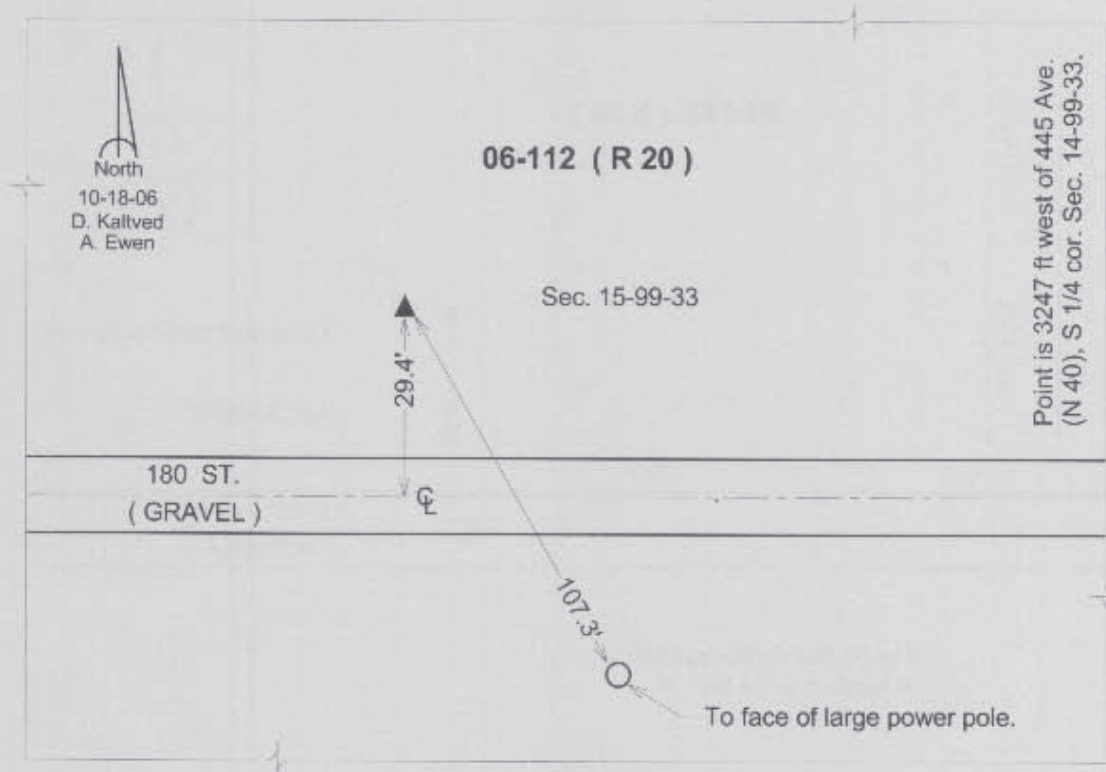 North
10-18-06
D. Kaltved
A. Ewen
06-112 ( R 20 )
Point is 3247 ft west of 445 Ave.
(N 40), S 1/4 cor. Sec. 14-99-33.
Sec. 15-99-33
29.4'
180 ST.
( GRAVEL )
℄
107.3'
To face of large power pole.